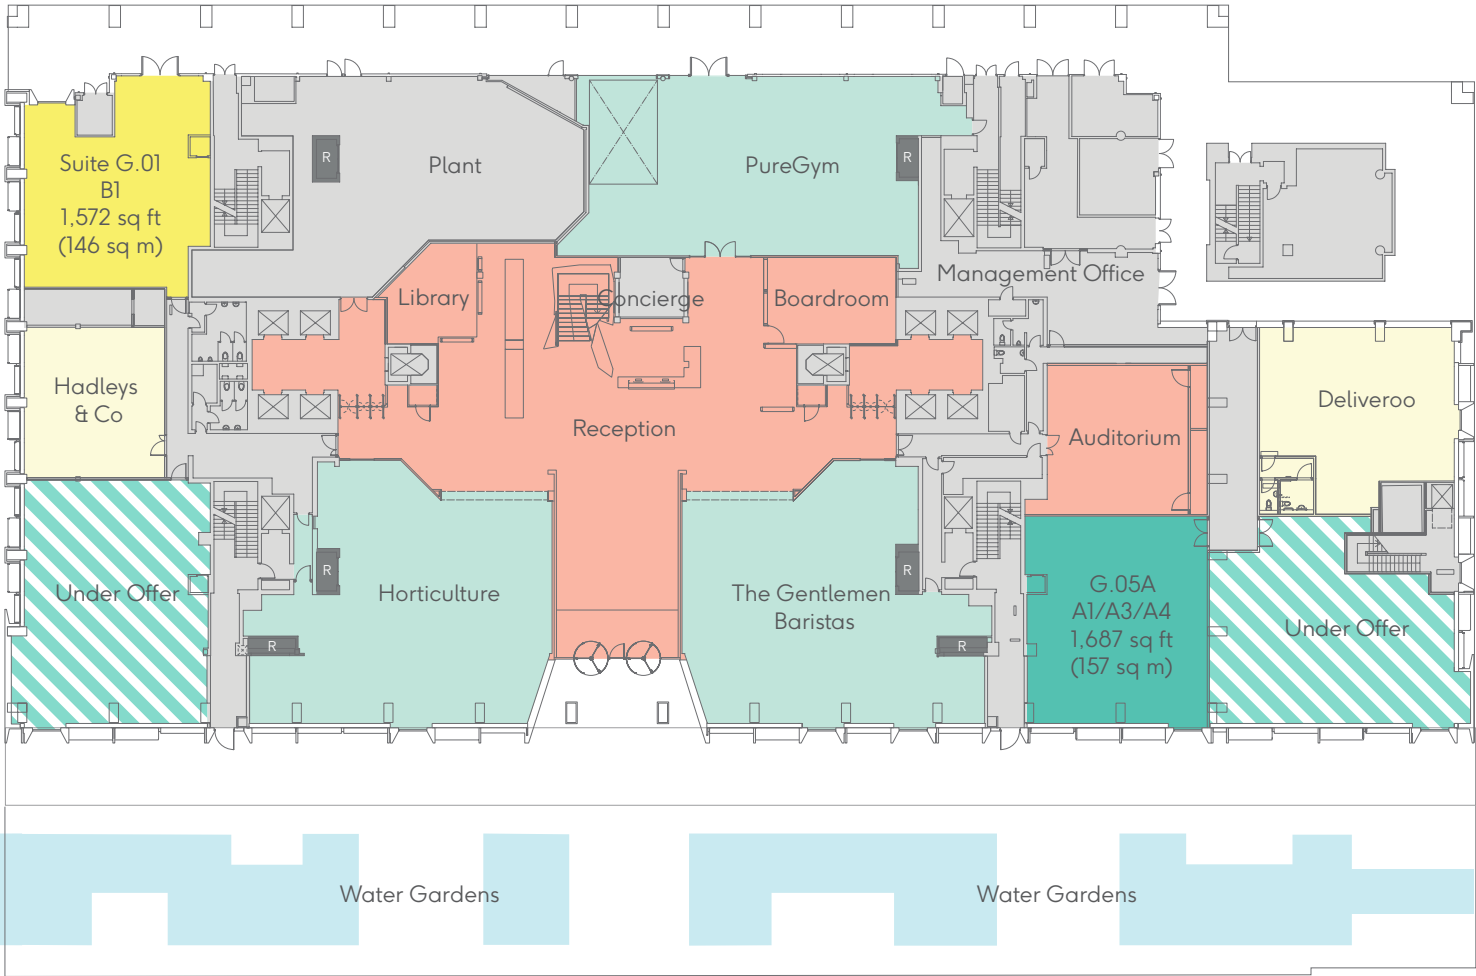 Suite G.01
B1
1,572 sq ft
(146 sq m)
R
Plant
PureGym
R
Management Office
Library
Concierge
Boardroom
Hadleys
& Co
Reception
Auditorium
Deliveroo
Under Offer
R
Horticulture
R
The Gentlemen
Baristas
R
R
G.05A
A1/A3/A4
1,687 sq ft
(157 sq m)
Under Offer
Water Gardens
Water Gardens